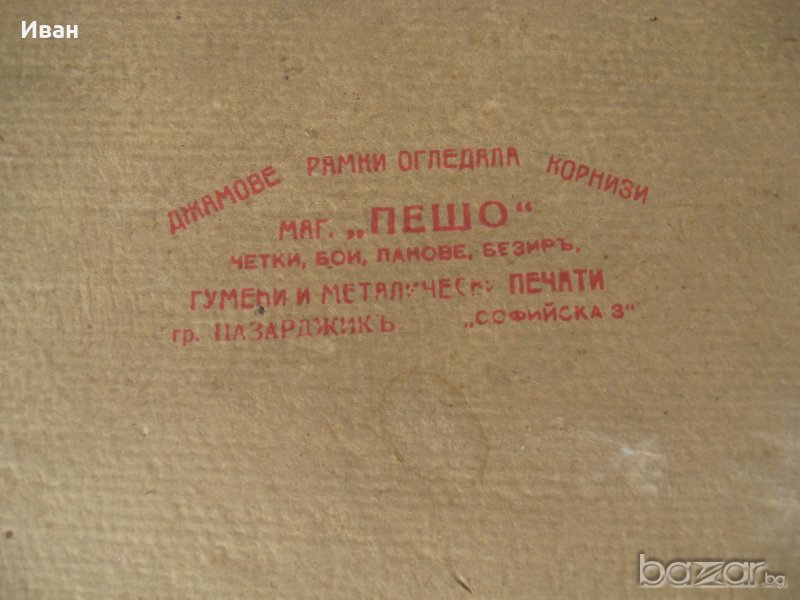 Иван
ДЖАМОВЕ РАМКИ ОГЛЕДАЛА КОРНИЗИ
МАГ. „ПЕШО“
ЧЕТКИ, БОИ, ЛАКОВЕ, БЕЗИРЪ,
ГУМЕНИ И МЕТАЛИЧЕСКИ ПЕЧАТИ
гр. ПАЗАРДЖИКЪ „СОФИЙСКА 3“
bazar.bg